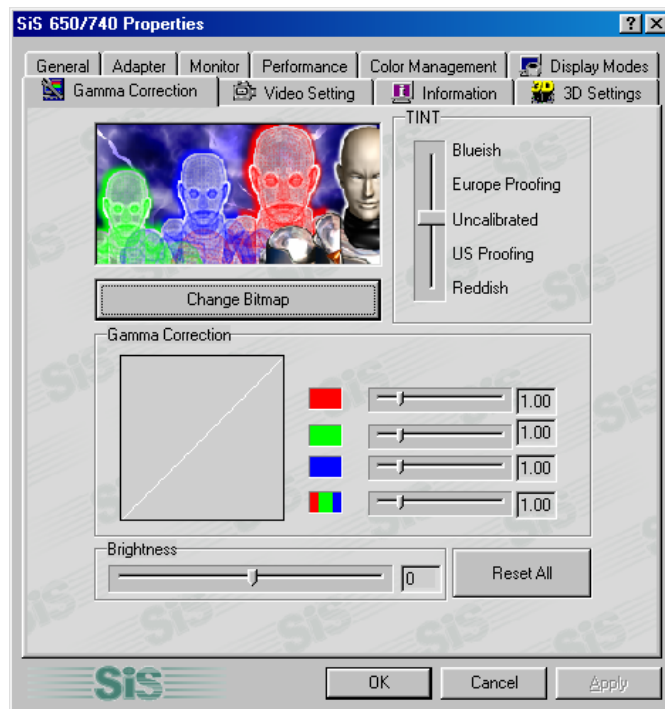 SiS 650/740 Properties
General Adapter Monitor Performance Color Management Display Modes
Gamma Correction Video Setting Information 3D Settings
TINT
Blueish
Europe Proofing
Uncalibrated
US Proofing
Reddish
Change Bitmap
Gamma Correction
1.00
1.00
1.00
1.00
Brightness
0
Reset All
SiS
OK Cancel Apply